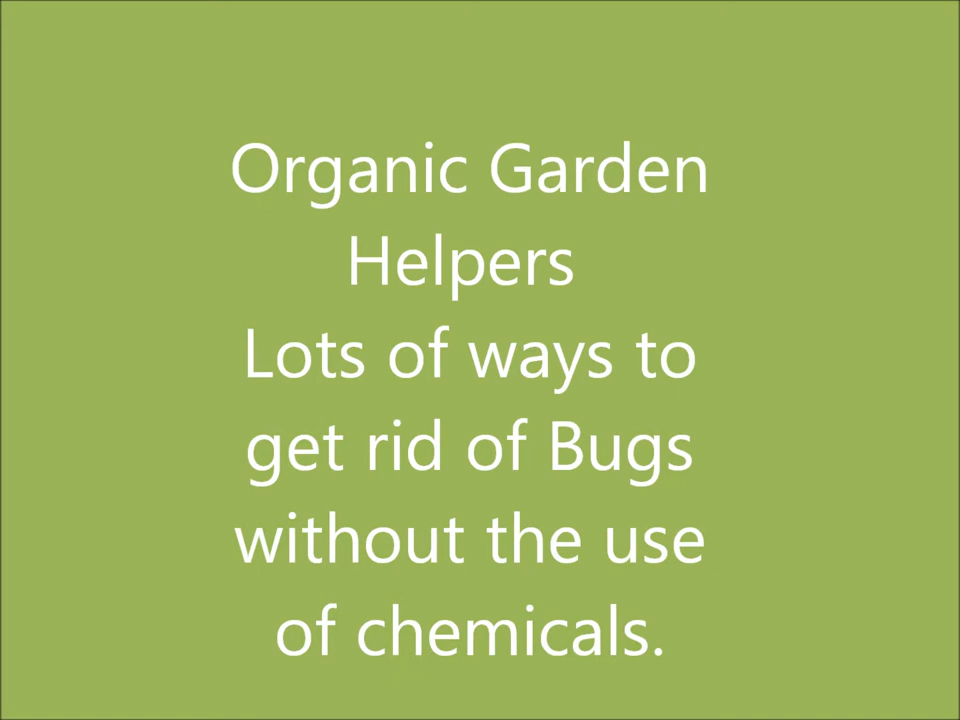 Organic Garden
Helpers
Lots of ways to
get rid of Bugs
without the use
of chemicals.